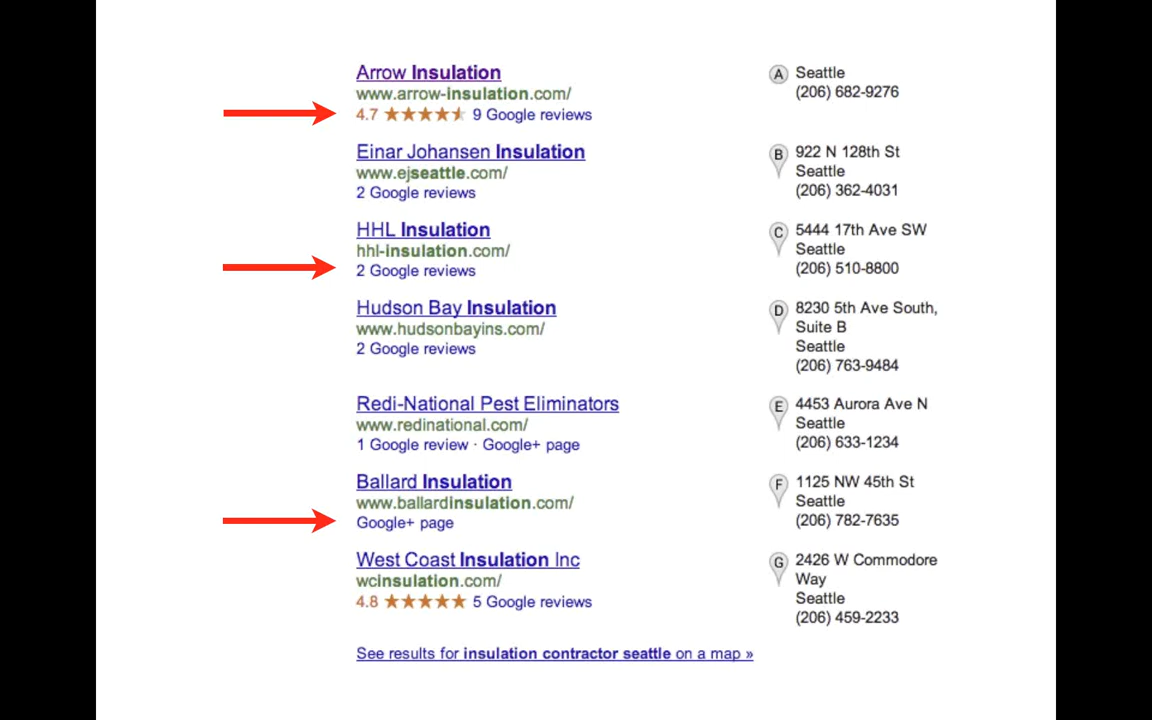 Arrow Insulation
www.arrow-insulation.com/
4.7 ★★★★★ 9 Google reviews
A Seattle
(206) 682-9276
Einar Johansen Insulation
www.ejseattle.com/
2 Google reviews
B 922 N 128th St
Seattle
(206) 362-4031
HHL Insulation
hhl-insulation.com/
2 Google reviews
C 5444 17th Ave SW
Seattle
(206) 510-8800
Hudson Bay Insulation
www.hudsonbayins.com/
2 Google reviews
D 8230 5th Ave South,
Suite B
Seattle
(206) 763-9484
Redi-National Pest Eliminators
www.redinational.com/
1 Google review · Google+ page
E 4453 Aurora Ave N
Seattle
(206) 633-1234
Ballard Insulation
www.ballardinsulation.com/
Google+ page
F 1125 NW 45th St
Seattle
(206) 782-7635
West Coast Insulation Inc
wcinsulation.com/
4.8 ★★★★★ 5 Google reviews
G 2426 W Commodore
Way
Seattle
(206) 459-2233
See results for insulation contractor seattle on a map »